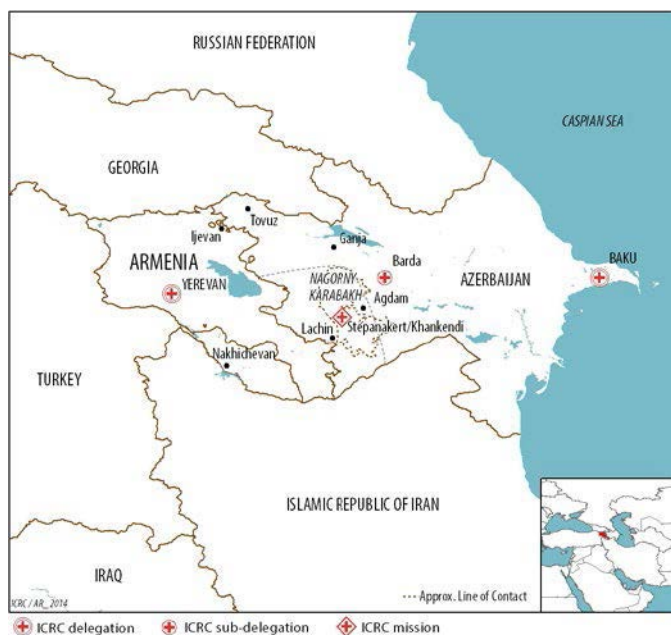 RUSSIAN FEDERATION
CASPIAN SEA
GEORGIA
Tovuz
Ijevan
Ganja
ARMENIA
Barda
BAKU
YEREVAN
NAGORNY
KARABAKH
AZERBAIJAN
Agdam
Stepanakert/Khankendi
Lachin
Nakhichevan
TURKEY
ISLAMIC REPUBLIC OF IRAN
IRAQ
Approx. Line of Contact
ICRC / AR_2014
ICRC delegation ICRC sub-delegation ICRC mission